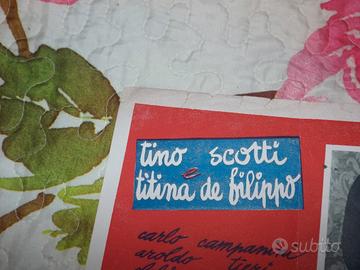 tino scotti
e
titina de filippo
carlo campanini
aroldo tieri
subito